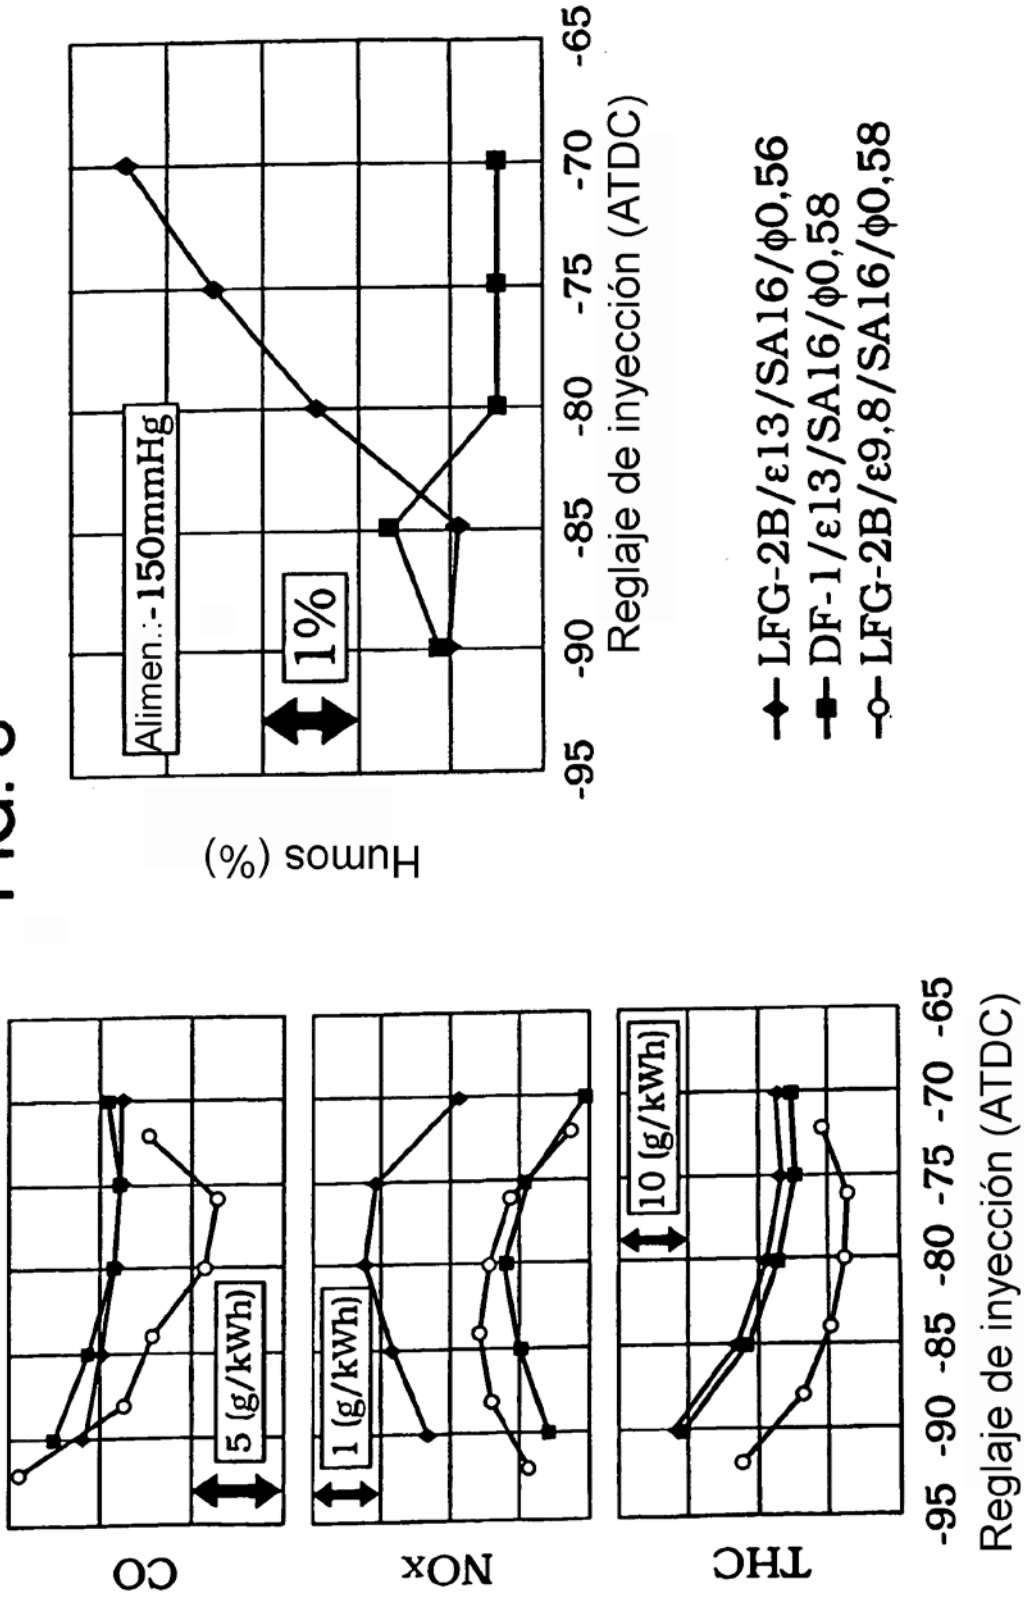 CO
5 (g/kWh)
NOx
1 (g/kWh)
THC
10 (g/kWh)
-95 -90 -85 -80 -75 -70 -65
Reglaje de inyección (ATDC)
Humos (%)
Alimen.:-150mmHg
1%
-95 -90 -85 -80 -75 -70 -65
Reglaje de inyección (ATDC)
LFG-2B/ε13/SA16/ϕ0,56
DF-1/ε13/SA16/ϕ0,58
LFG-2B/ε9,8/SA16/ϕ0,58